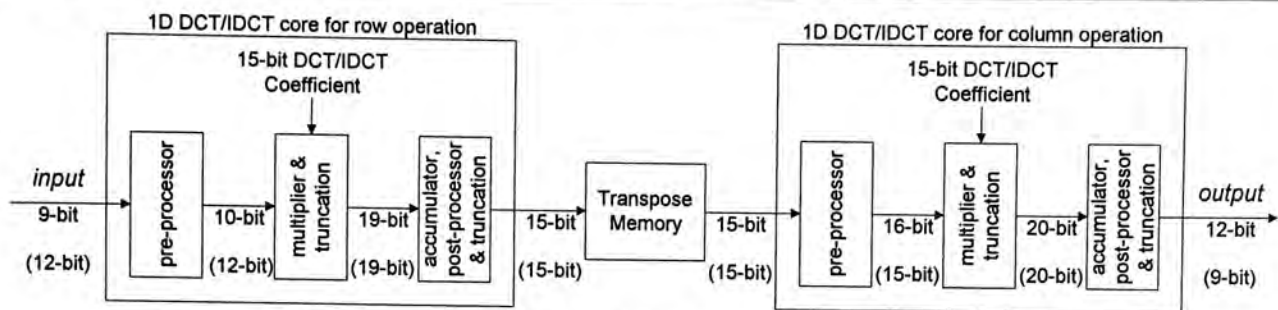 1D DCT/IDCT core for row operation
15-bit DCT/IDCT
Coefficient
input
9-bit
(12-bit)
pre-processor
10-bit
(12-bit)
multiplier &
truncation
19-bit
(19-bit)
accumulator,
post-processor
& truncation
15-bit
(15-bit)
Transpose
Memory
15-bit
(15-bit)
1D DCT/IDCT core for column operation
15-bit DCT/IDCT
Coefficient
pre-processor
16-bit
(15-bit)
multiplier &
truncation
20-bit
(20-bit)
accumulator,
post-processor
& truncation
output
12-bit
(9-bit)